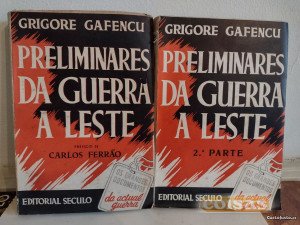 GRIGORE GAFENCU
PRELIMINARES
DA GUERRA
A LESTE
PREFÁCIO DE
CARLOS FERRÃO
EDITORIAL SECULO
da actual
guerra
GRIGORE GAFENCU
PRELIMINARES
DA GUERRA
A LESTE
2.ª PARTE
EDITORIAL SECULO
da actual
coisas